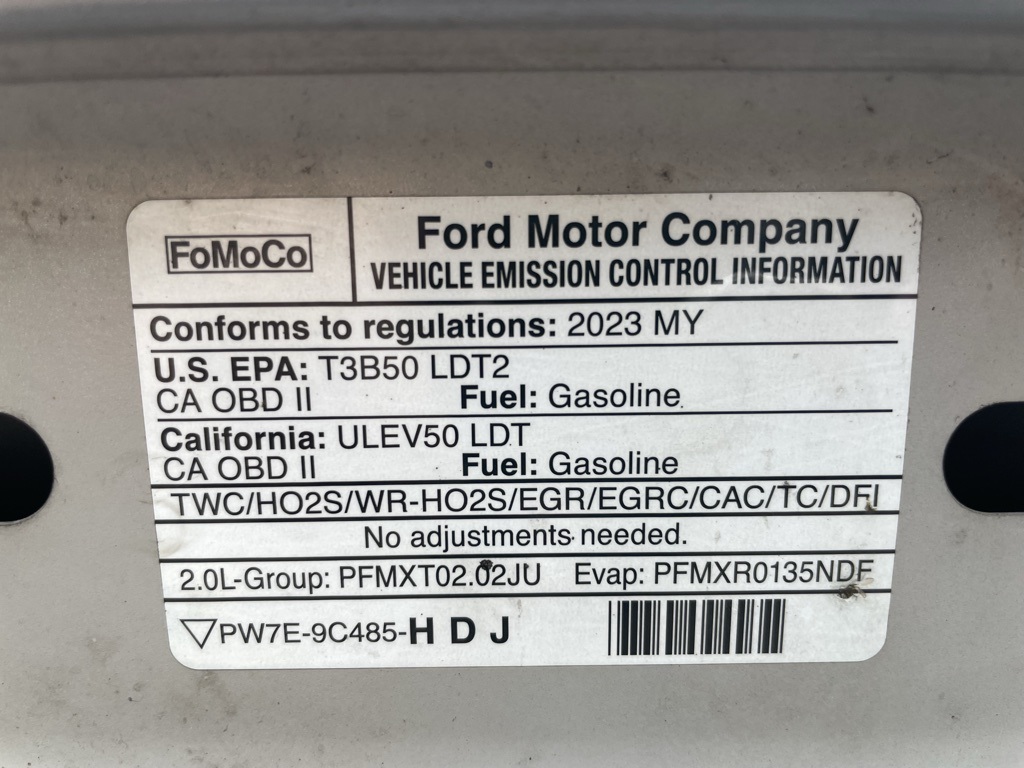 FoMoCo
Ford Motor Company
VEHICLE EMISSION CONTROL INFORMATION
Conforms to regulations: 2023 MY
U.S. EPA: T3B50 LDT2
CA OBD II Fuel: Gasoline
California: ULEV50 LDT
CA OBD II Fuel: Gasoline
TWC/HO2S/WR-HO2S/EGR/EGRC/CAC/TC/DFI
No adjustments needed.
2.0L-Group: PFMXT02.02JU Evap: PFMXR0135NDF
PW7E-9C485-H D J